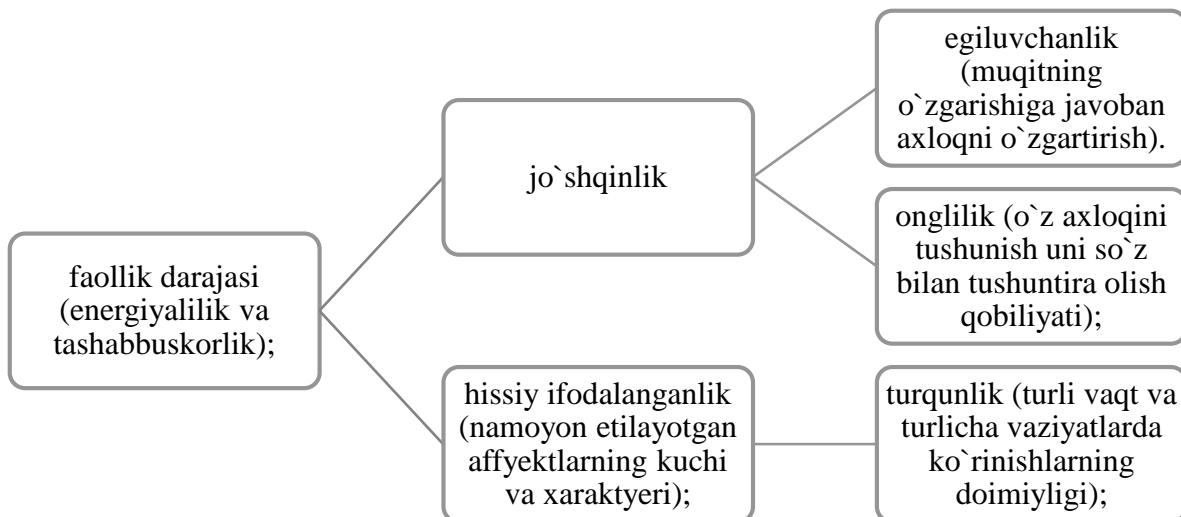 faollik darajasi
(energiyalilik va
tashabbuskorlik);
jo`shqinlik
egiluvchanlik
(muqitning
o`zgarishiga javoban
axloqni o`zgartirish).
onglilik (o`z axloqini
tushunish uni so`z
bilan tushuntira olish
qobiliyati);
hissiy ifodalanganlik
(namoyon etilayotgan
affyektlarning kuchi
va xaraktyeri);
turqunlik (turli vaqt va
turlicha vaziyatlarda
ko`rinishlarning
doimiyligi);